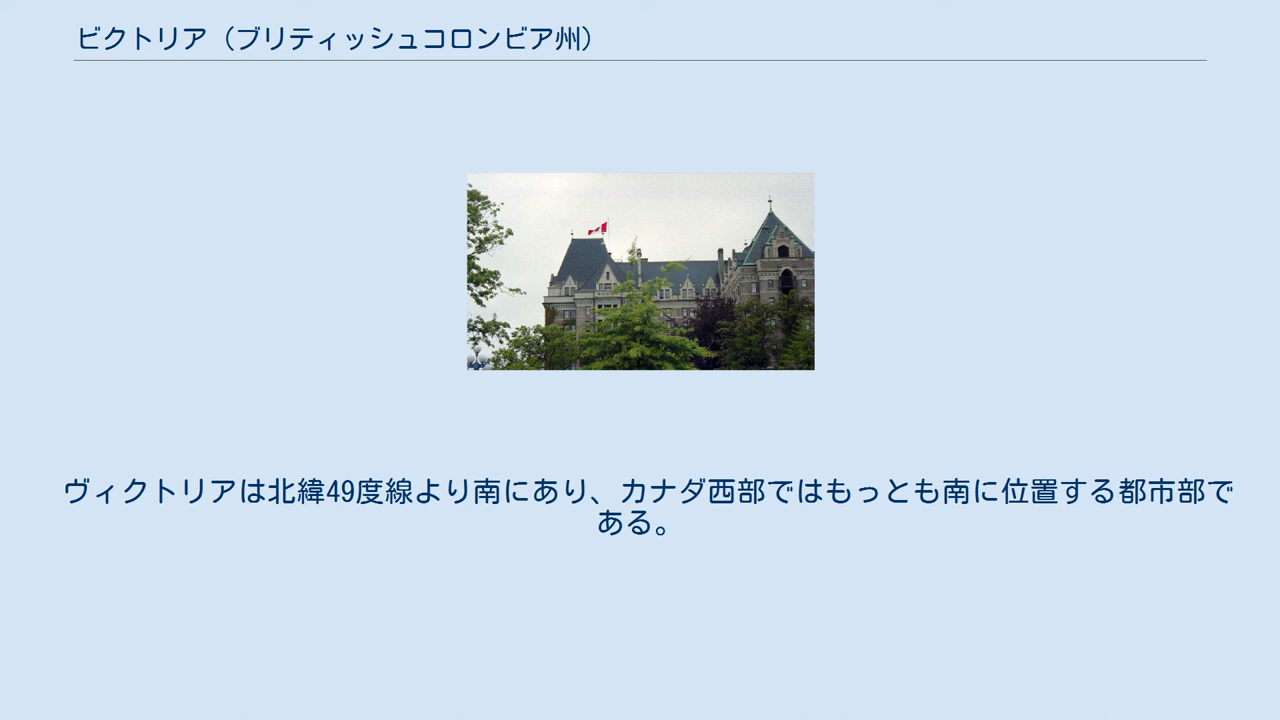 ビクトリア（ブリティッシュコロンビア州）
ヴィクトリアは北緯49度線より南にあり、カナダ西部ではもっとも南に位置する都市部で
ある。